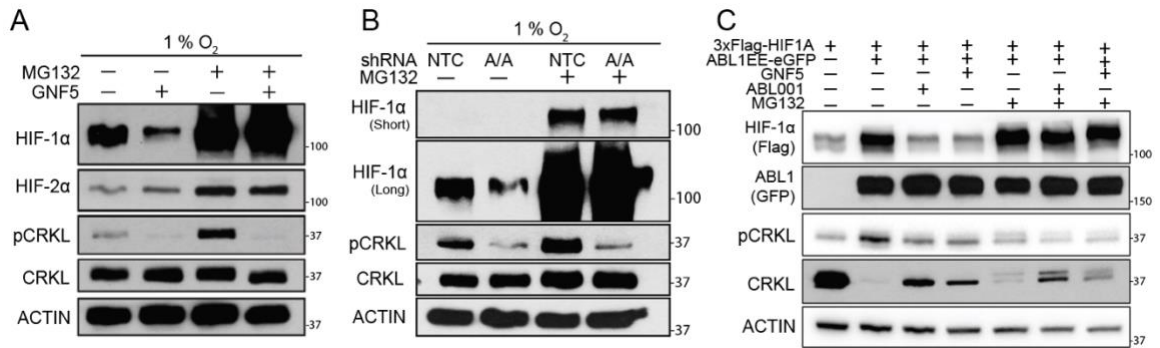 A
1 % O₂
MG132 – – + +
GNF5 – + – +
HIF-1α
100
HIF-2α
100
pCRKL
37
CRKL
37
ACTIN
37
B
1 % O₂
shRNA NTC A/A NTC A/A
MG132 – – + +
HIF-1α
(Short)
100
HIF-1α
(Long)
100
pCRKL
37
CRKL
37
ACTIN
37
C
3xFlag-HIF1A + + + + + + +
ABL1EE-eGFP – + + + + + +
GNF5 – – – + – – +
ABL001 – – + – – + –
MG132 – – – – + + +
HIF-1α
(Flag)
100
ABL1
(GFP)
150
pCRKL
37
CRKL
37
ACTIN
37